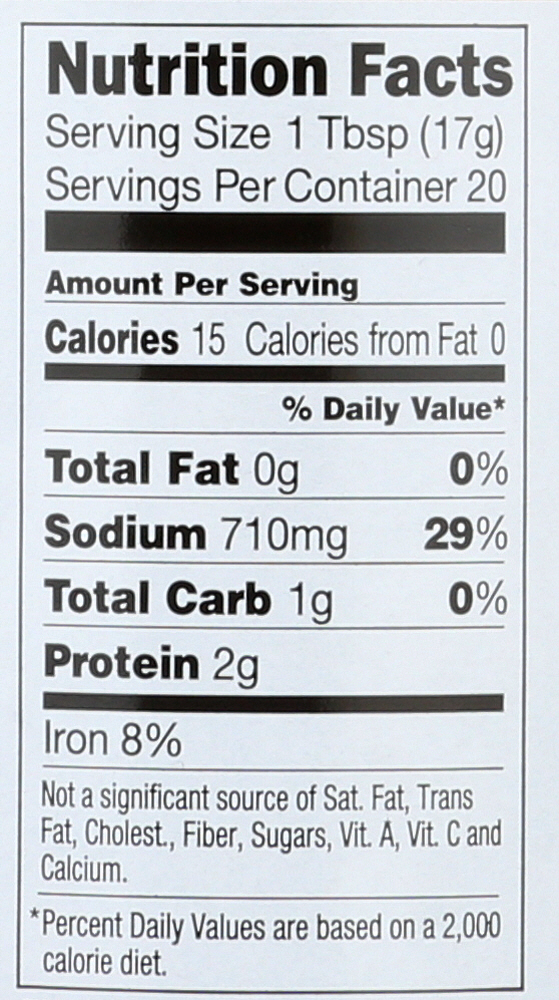 Nutrition Facts
Serving Size 1 Tbsp (17g)
Servings Per Container 20
Amount Per Serving
Calories 15 Calories from Fat 0
% Daily Value*
Total Fat 0g 0%
Sodium 710mg 29%
Total Carb 1g 0%
Protein 2g
Iron 8%
Not a significant source of Sat. Fat, Trans
Fat, Cholest., Fiber, Sugars, Vit. A, Vit. C and
Calcium.
*Percent Daily Values are based on a 2,000
calorie diet.